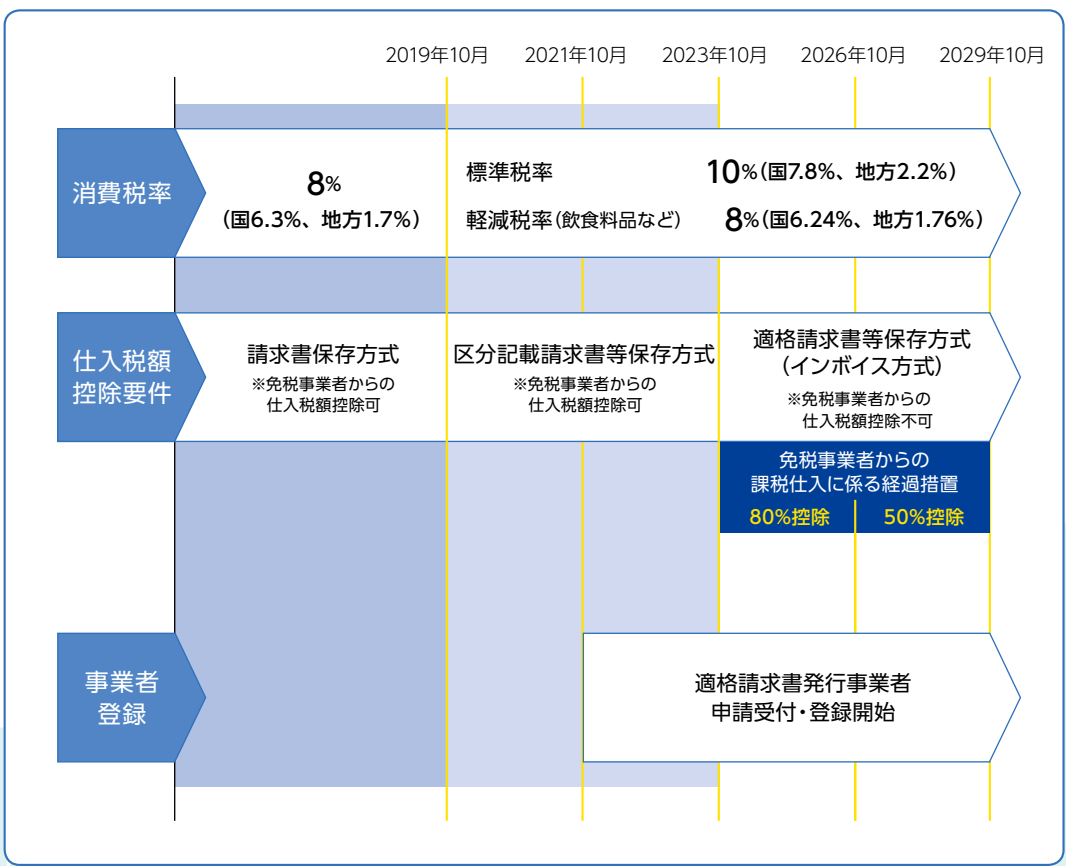 2019年10月 2021年10月 2023年10月 2026年10月 2029年10月
消費税率
8%
(国6.3%、地方1.7%)
標準税率 10%(国7.8%、地方2.2%)
軽減税率(飲食料品など) 8%(国6.24%、地方1.76%)
仕入税額
控除要件
請求書保存方式
※免税事業者からの
仕入税額控除可
区分記載請求書等保存方式
※免税事業者からの
仕入税額控除可
適格請求書等保存方式
(インボイス方式)
※免税事業者からの
仕入税額控除不可
免税事業者からの
課税仕入に係る経過措置
80%控除 50%控除
事業者
登録
適格請求書発行事業者
申請受付・登録開始